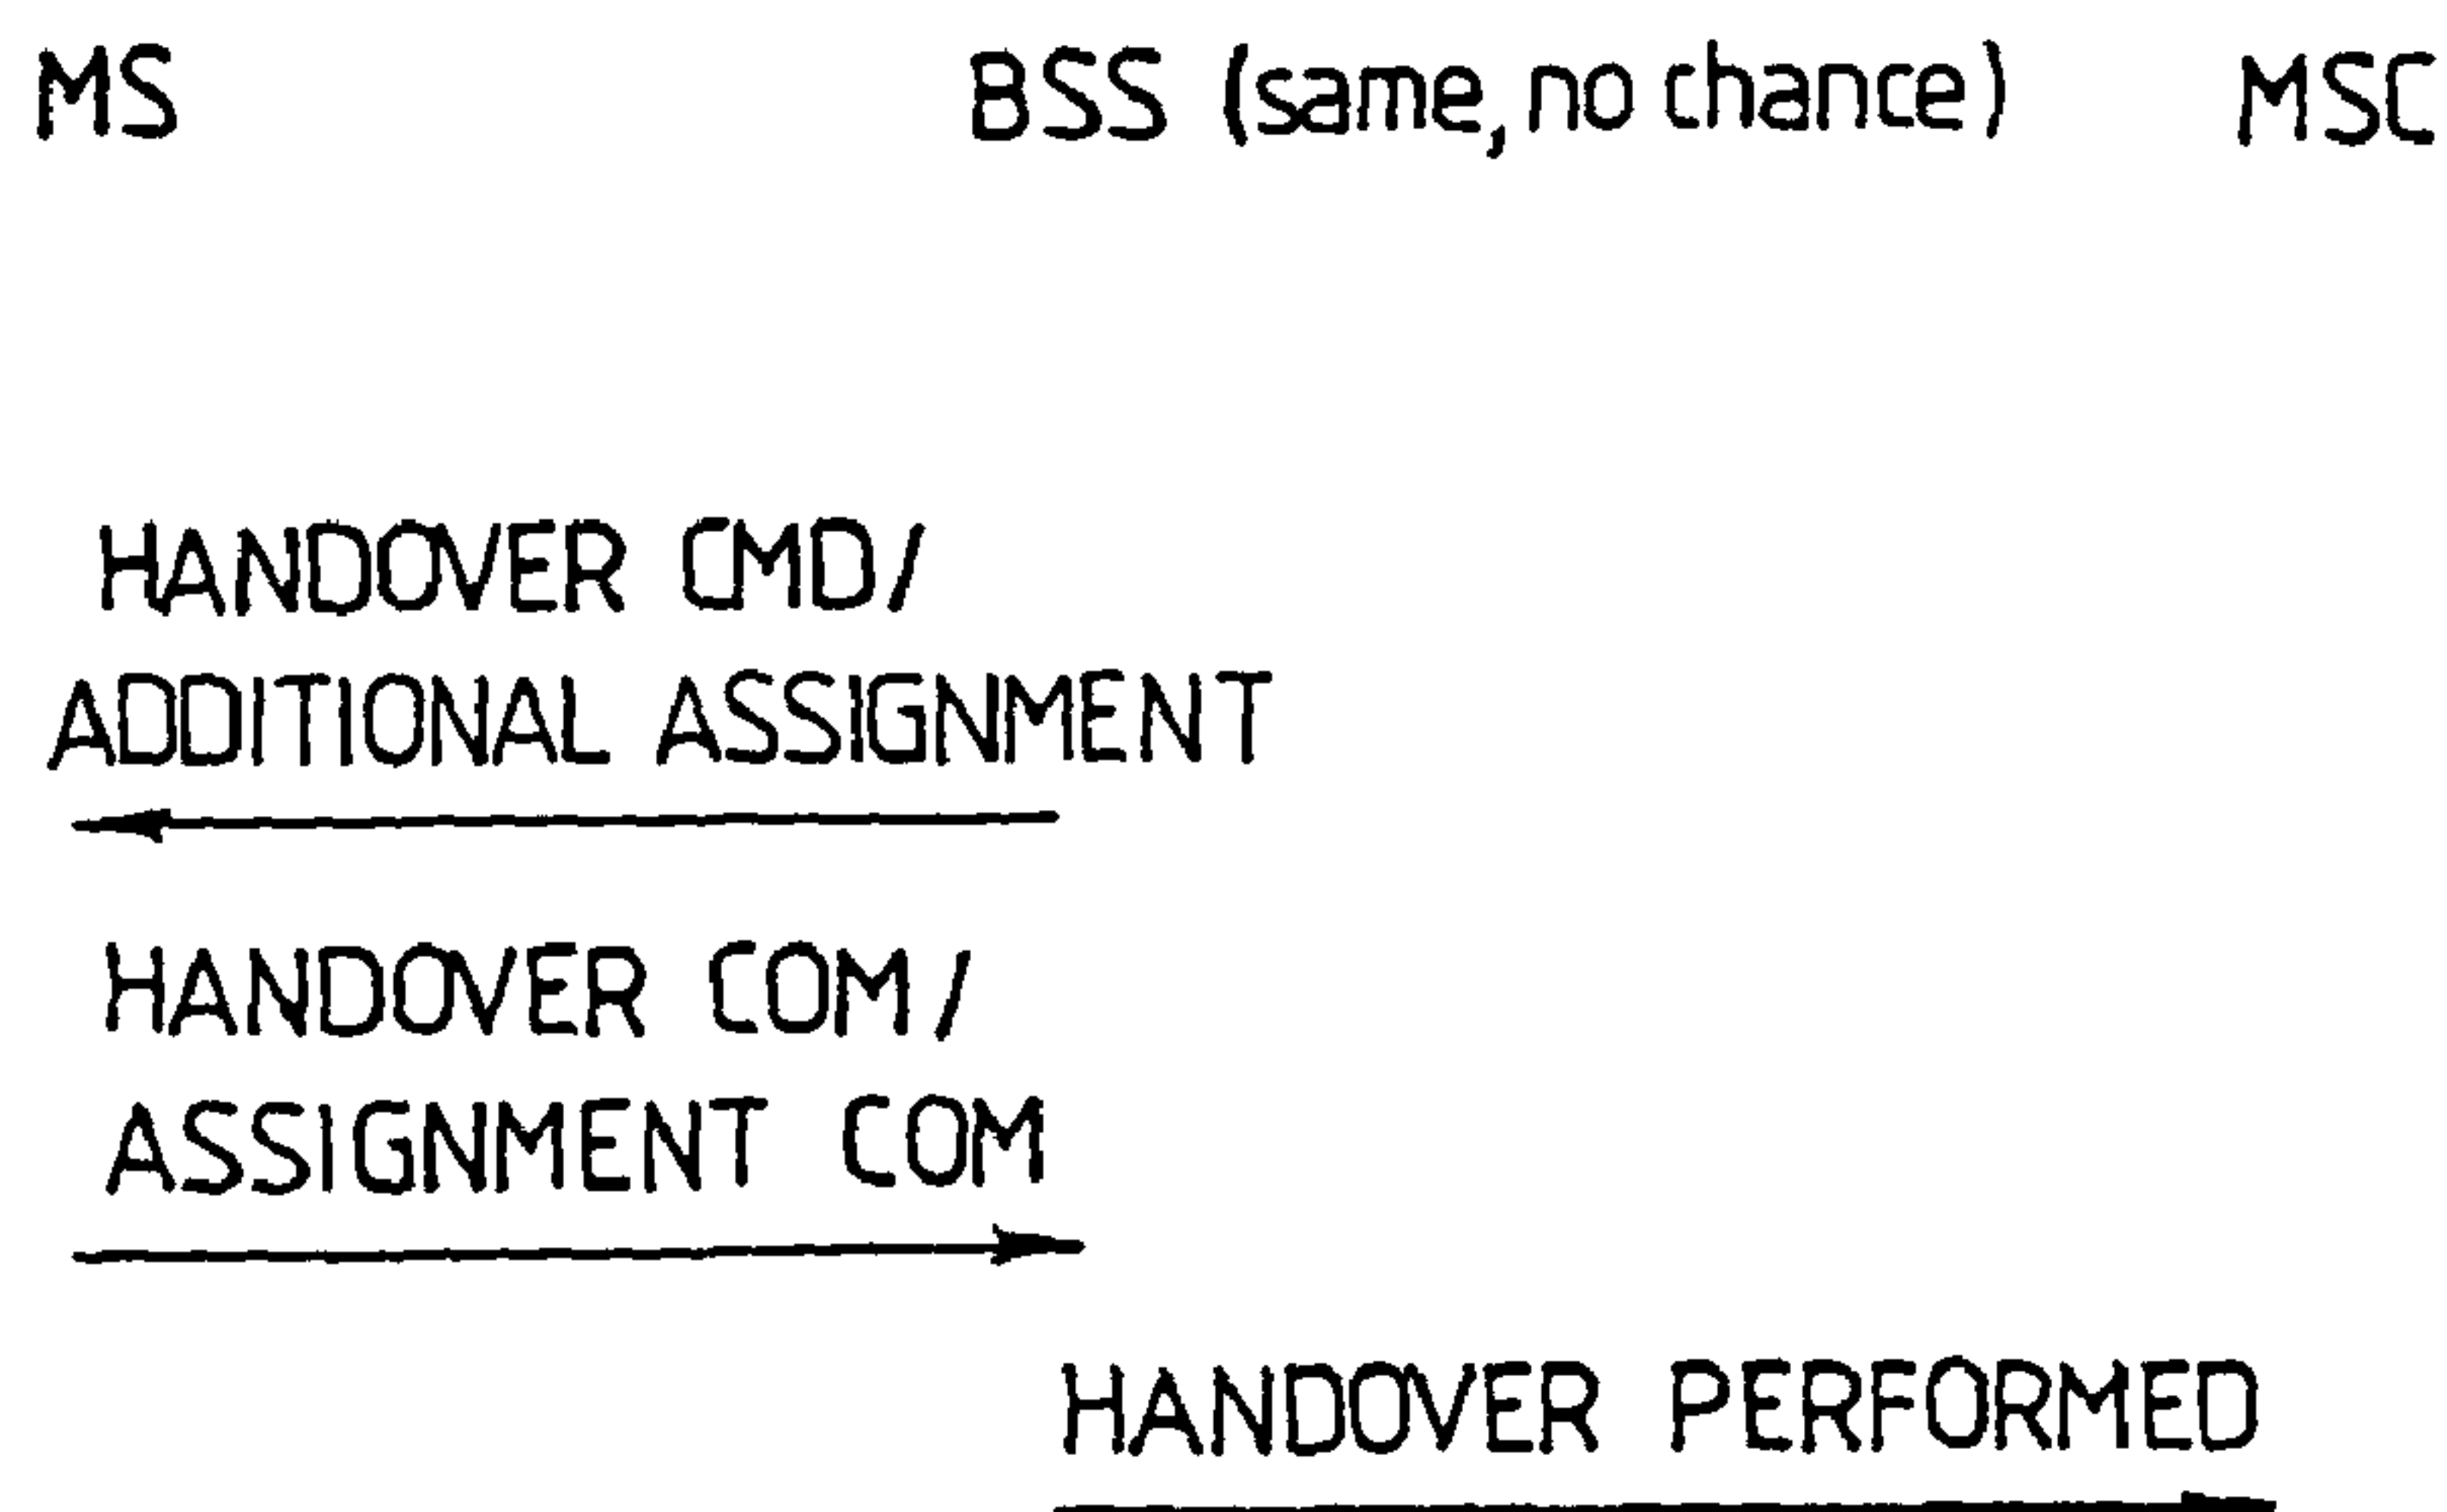 MS BSS (same, no chance) MSC
HANDOVER CMD/
ADDITIONAL ASSIGNMENT
HANDOVER COM/
ASSIGNMENT COM
HANDOVER PERFORMED